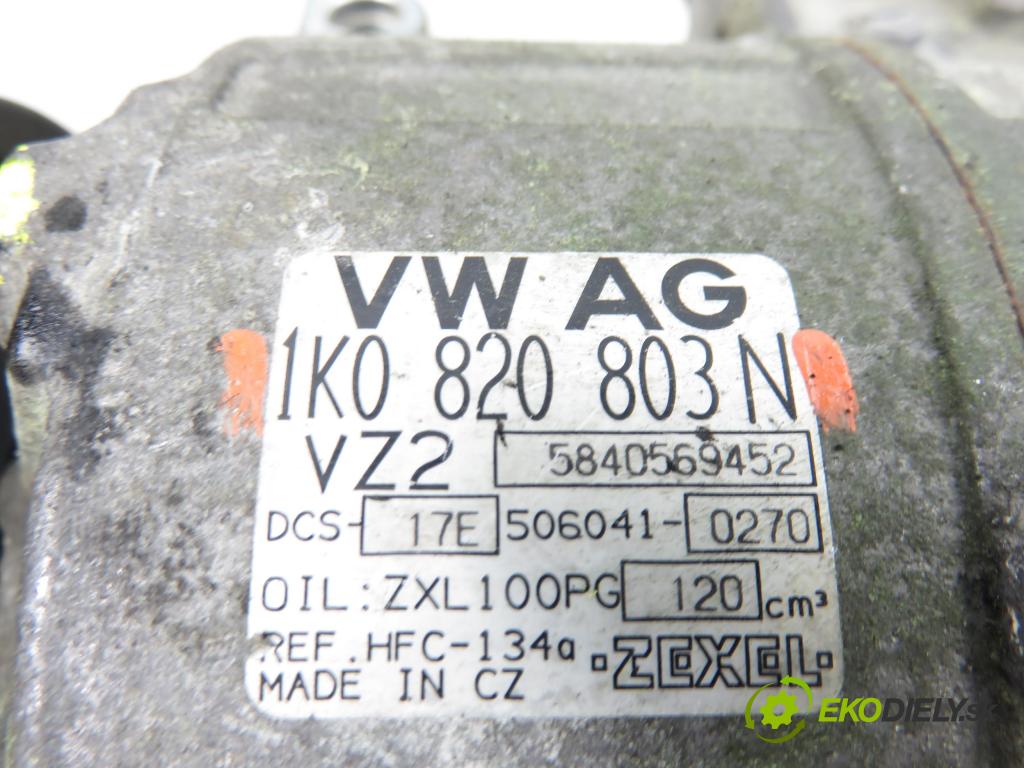 VW AG
1K0 820 803 N
VZ2 5840569452
DCS-17E 506041-0270
OIL: ZXL100PG 120 cm³
REF. HFC-134a ·ZEXEL·
MADE IN CZ
EKODIELY.SK